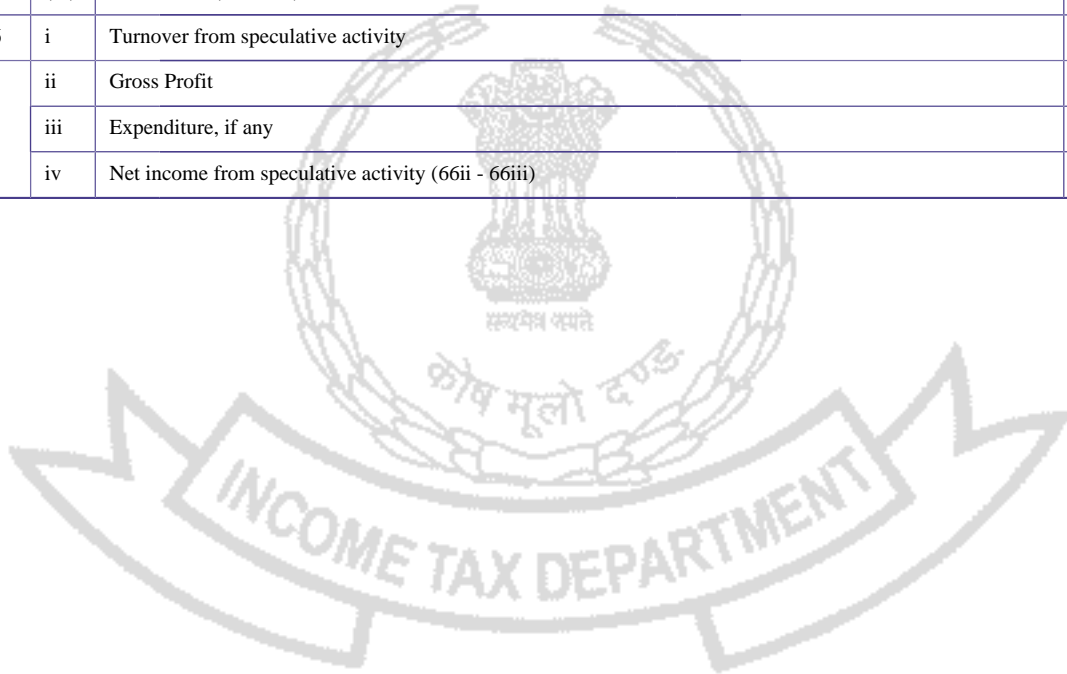 i Turnover from speculative activity
ii Gross Profit
iii Expenditure, if any
iv Net income from speculative activity (66ii - 66iii)
सत्यमेव जयते
कोष मूलो दण्ड:
INCOME TAX DEPARTMENT